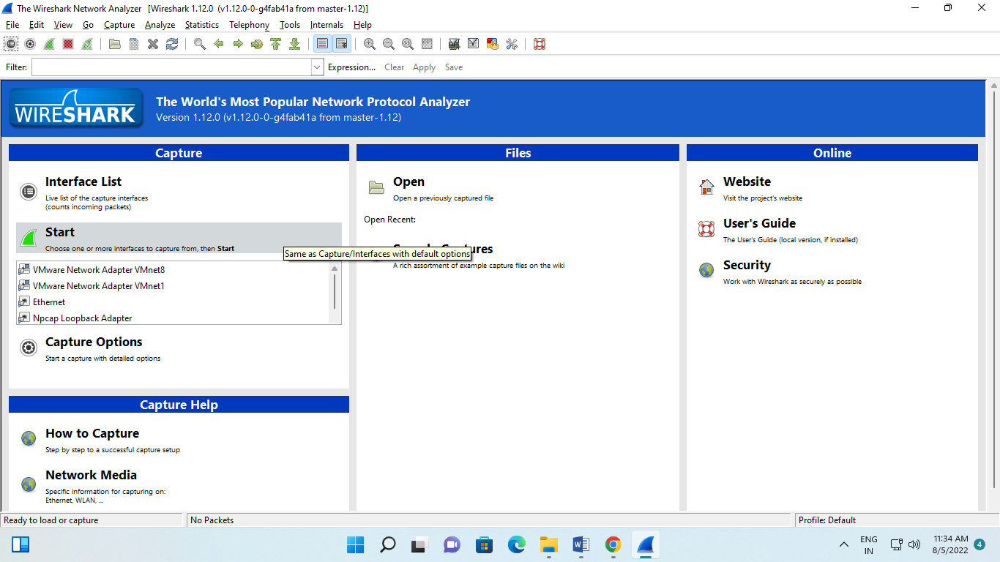 The Wireshark Network Analyzer [Wireshark 1.12.0 (v1.12.0-0-g4fab41a from master-1.12)]
File Edit View Go Capture Analyze Statistics Telephony Tools Internals Help
Filter: Expression... Clear Apply Save
WIRESHARK
The World's Most Popular Network Protocol Analyzer
Version 1.12.0 (v1.12.0-0-g4fab41a from master-1.12)
Capture
Interface List
Live list of the capture interfaces
(counts incoming packets)
Start
Choose one or more interfaces to capture from, then Start
Same as Capture/Interfaces with default options
VMware Network Adapter VMnet8
VMware Network Adapter VMnet1
Ethernet
Npcap Loopback Adapter
Capture Options
Start a capture with detailed options
Capture Help
How to Capture
Step by step to a successful capture setup
Network Media
Specific information for capturing on:
Ethernet, WLAN, ...
Files
Open
Open a previously captured file
Open Recent:
A rich assortment of example capture files on the wiki
Online
Website
Visit the project's website
User's Guide
The User's Guide (local version, if installed)
Security
Work with Wireshark as securely as possible
Ready to load or capture
No Packets
Profile: Default
ENG
IN
11:34 AM
8/5/2022
4